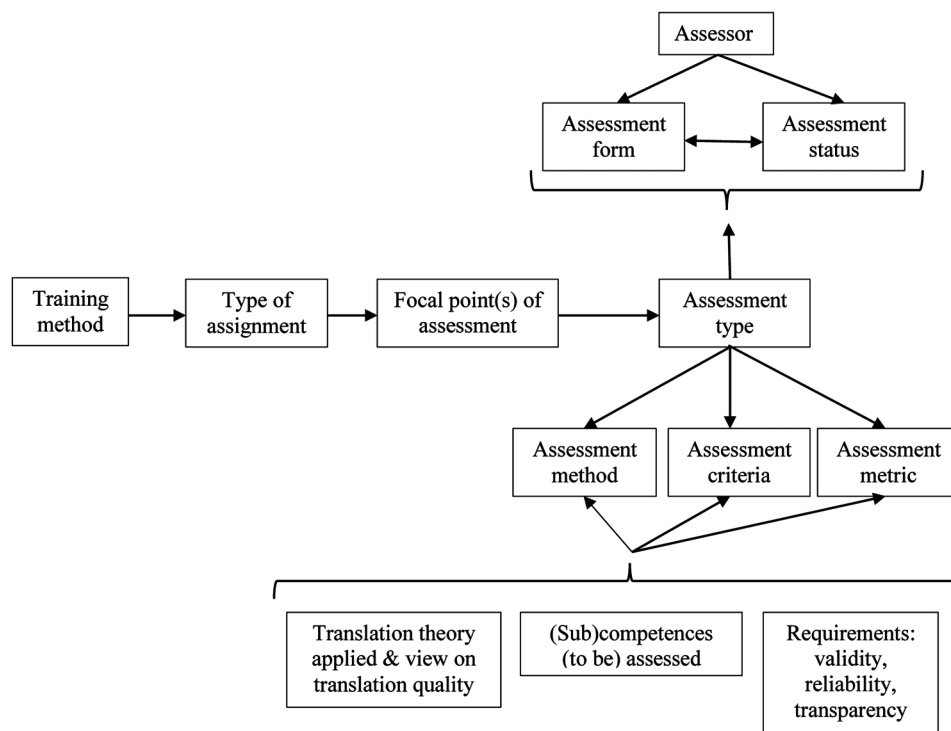 Assessor
Assessment
form
Assessment
status
Training
method
Type of
assignment
Focal point(s) of
assessment
Assessment
type
Assessment
method
Assessment
criteria
Assessment
metric
Translation theory
applied & view on
translation quality
(Sub)competences
(to be) assessed
Requirements:
validity,
reliability,
transparency